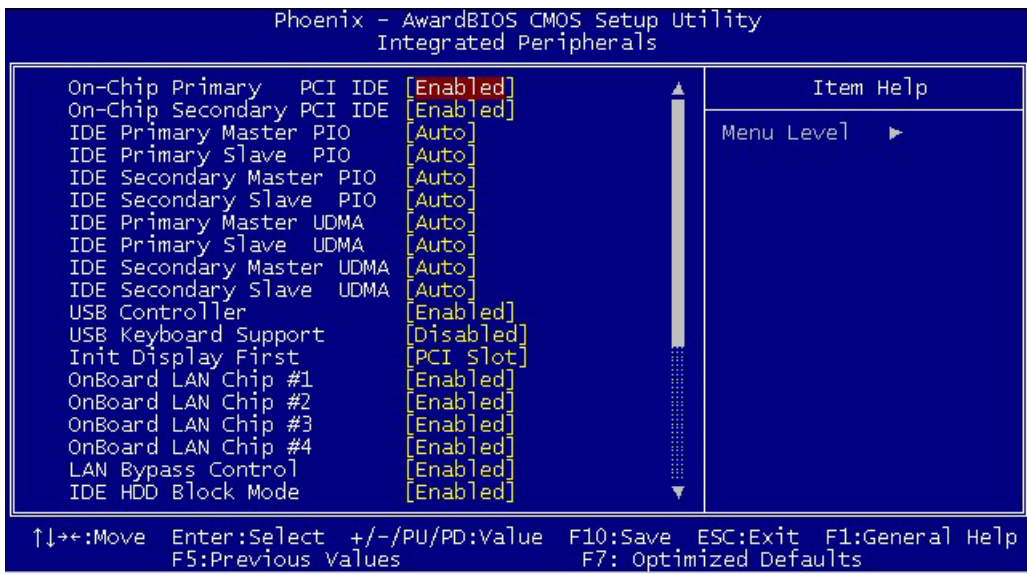 Phoenix - AwardBIOS CMOS Setup Utility
Integrated Peripherals
On-Chip Primary PCI IDE [Enabled]
On-Chip Secondary PCI IDE [Enabled]
IDE Primary Master PIO [Auto]
IDE Primary Slave PIO [Auto]
IDE Secondary Master PIO [Auto]
IDE Secondary Slave PIO [Auto]
IDE Primary Master UDMA [Auto]
IDE Primary Slave UDMA [Auto]
IDE Secondary Master UDMA [Auto]
IDE Secondary Slave UDMA [Auto]
USB Controller [Enabled]
USB Keyboard Support [Disabled]
Init Display First [PCI Slot]
OnBoard LAN Chip #1 [Enabled]
OnBoard LAN Chip #2 [Enabled]
OnBoard LAN Chip #3 [Enabled]
OnBoard LAN Chip #4 [Enabled]
LAN Bypass Control [Enabled]
IDE HDD Block Mode [Enabled]
Item Help
Menu Level ►
↑↓→←:Move Enter:Select +/-/PU/PD:Value F10:Save ESC:Exit F1:General Help
F5:Previous Values F7: Optimized Defaults